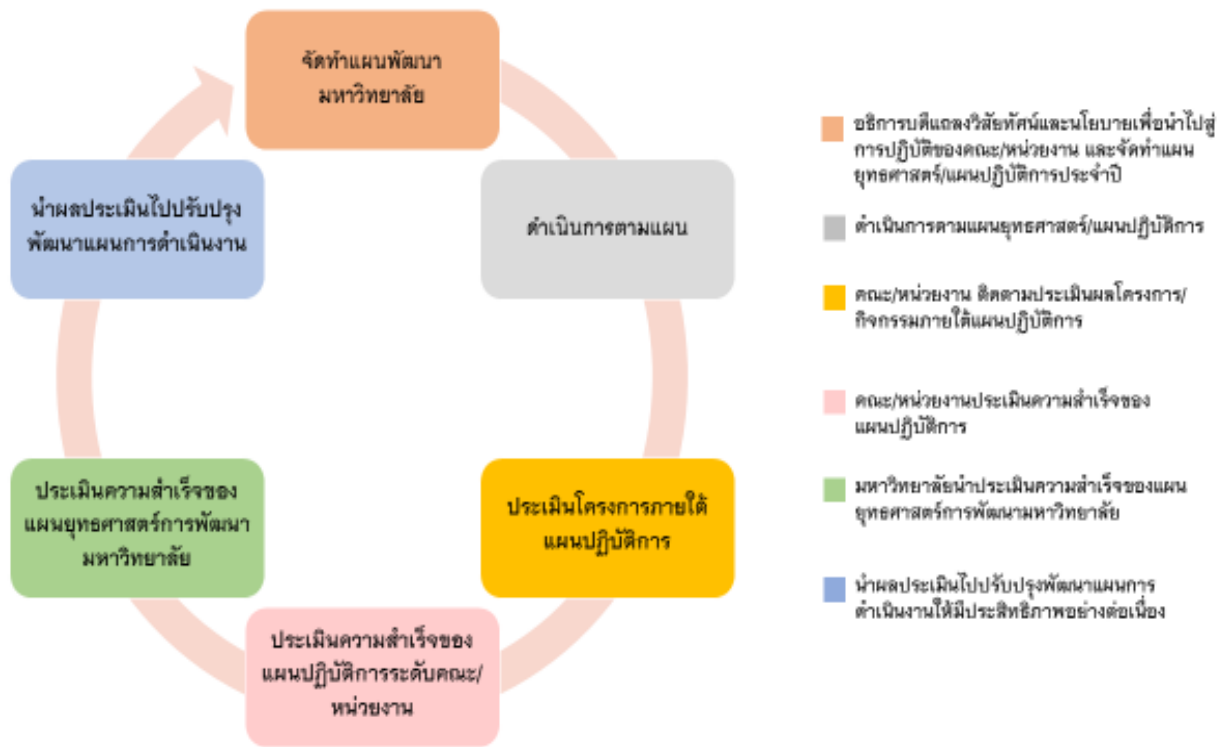 จัดทำแผนพัฒนา
มหาวิทยาลัย
ดำเนินการตามแผน
ประเมินโครงการภายใต้
แผนปฏิบัติการ
ประเมินความสำเร็จของ
แผนปฏิบัติการระดับคณะ/
หน่วยงาน
ประเมินความสำเร็จของ
แผนยุทธศาสตร์การพัฒนา
มหาวิทยาลัย
นำผลประเมินไปปรับปรุง
พัฒนาแผนการดำเนินงาน
อธิการบดีแถลงวิสัยทัศน์และนโยบายเพื่อนำไปสู่
การปฏิบัติของคณะ/หน่วยงาน และจัดทำแผน
ยุทธศาสตร์/แผนปฏิบัติการประจำปี
ดำเนินการตามแผนยุทธศาสตร์/แผนปฏิบัติการ
คณะ/หน่วยงาน ติดตามประเมินผลโครงการ/
กิจกรรมภายใต้แผนปฏิบัติการ
คณะ/หน่วยงานประเมินความสำเร็จของ
แผนปฏิบัติการ
มหาวิทยาลัยนำประเมินความสำเร็จของแผน
ยุทธศาสตร์การพัฒนามหาวิทยาลัย
นำผลประเมินไปปรับปรุงพัฒนาแผนการ
ดำเนินงานให้มีประสิทธิภาพอย่างต่อเนื่อง